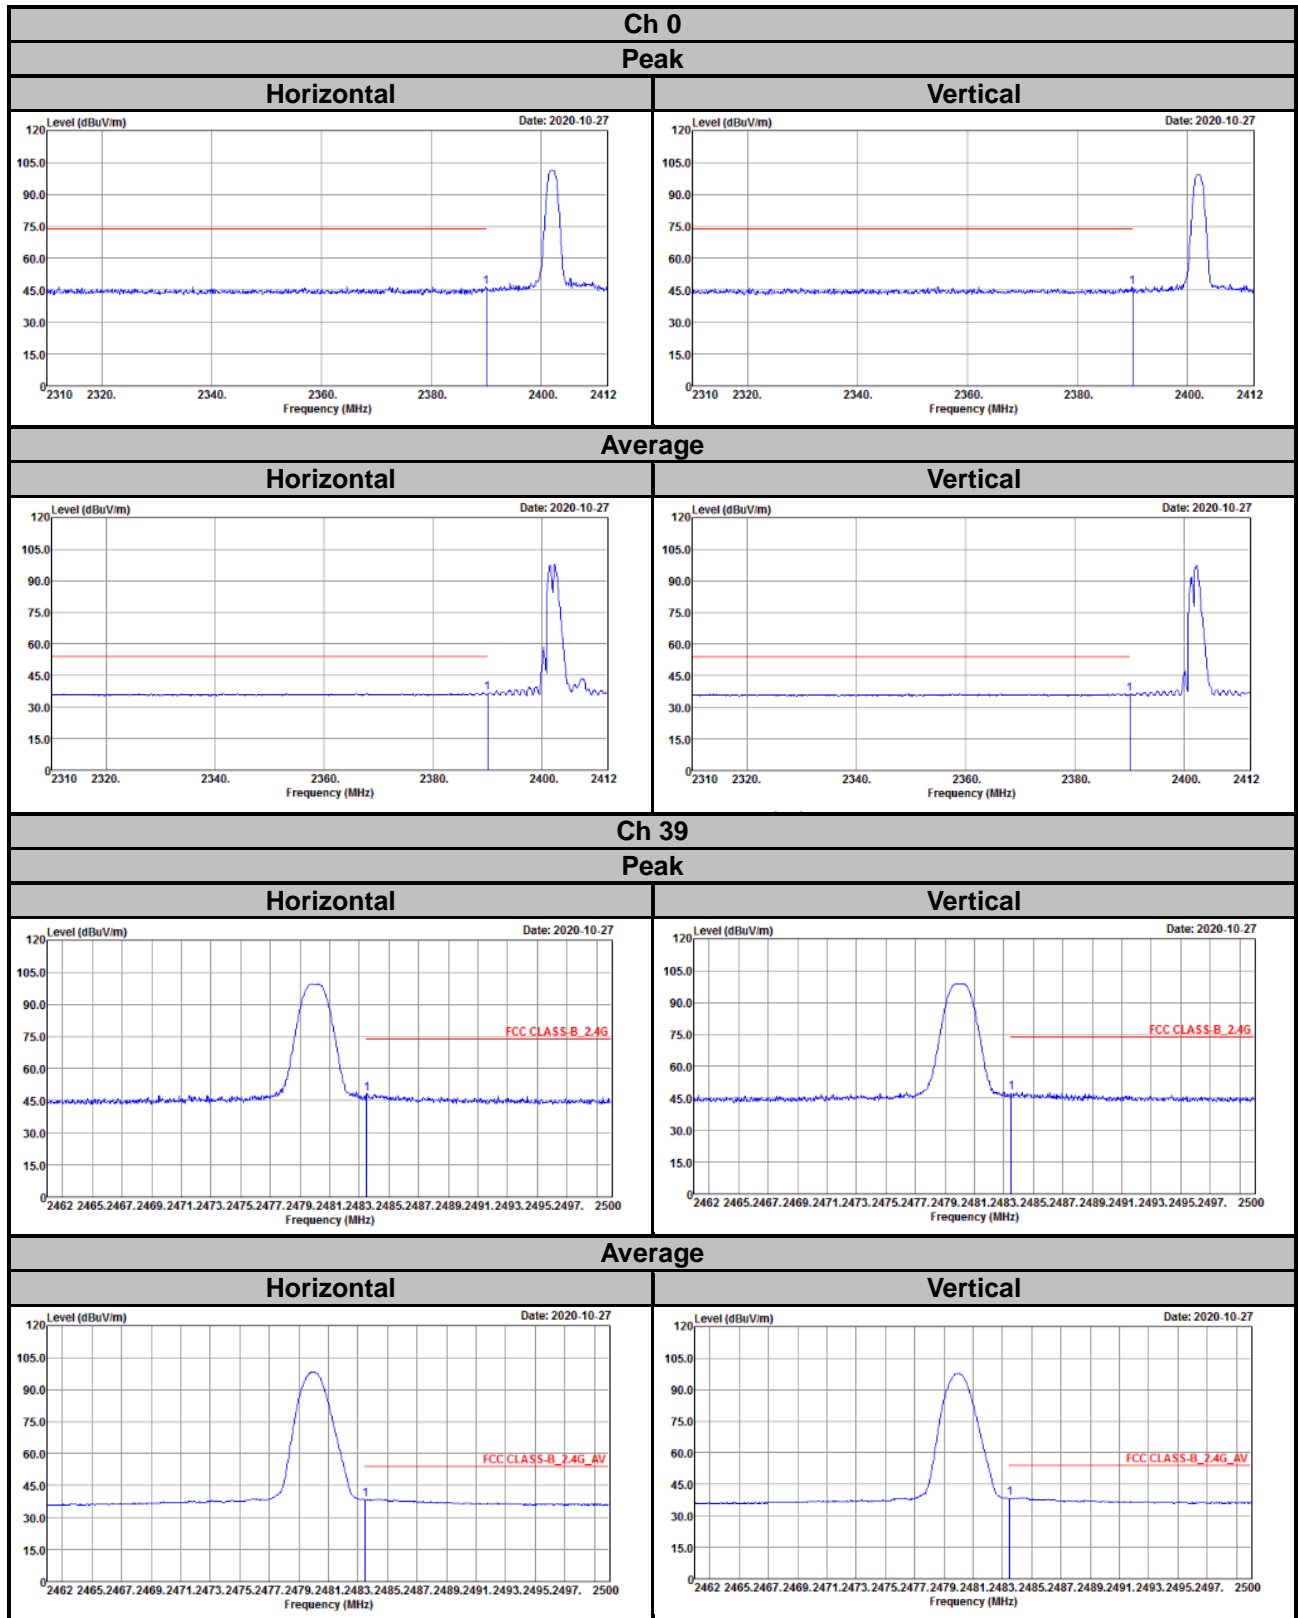 Ch 0
Peak
Horizontal Vertical
Level (dBuV/m) Date: 2020-10-27
120
105.0
90.0
75.0
60.0
45.0
30.0
15.0
0
1
2310 2320. 2340. 2360. 2380. 2400. 2412
Frequency (MHz)
Level (dBuV/m) Date: 2020-10-27
120
105.0
90.0
75.0
60.0
45.0
30.0
15.0
0
1
2310 2320. 2340. 2360. 2380. 2400. 2412
Frequency (MHz)
Average
Horizontal Vertical
Level (dBuV/m) Date: 2020-10-27
120
105.0
90.0
75.0
60.0
45.0
30.0
15.0
0
1
2310 2320. 2340. 2360. 2380. 2400. 2412
Frequency (MHz)
Level (dBuV/m) Date: 2020-10-27
120
105.0
90.0
75.0
60.0
45.0
30.0
15.0
0
1
2310 2320. 2340. 2360. 2380. 2400. 2412
Frequency (MHz)
Ch 39
Peak
Horizontal Vertical
Level (dBuV/m) Date: 2020-10-27
120
105.0
90.0
75.0
60.0
45.0
30.0
15.0
0
FCC CLASS-B_2.4G
1
2462 2465.2467.2469.2471.2473.2475.2477.2479.2481.2483.2485.2487.2489.2491.2493.2495.2497. 2500
Frequency (MHz)
Level (dBuV/m) Date: 2020-10-27
120
105.0
90.0
75.0
60.0
45.0
30.0
15.0
0
FCC CLASS-B_2.4G
1
2462 2465.2467.2469.2471.2473.2475.2477.2479.2481.2483.2485.2487.2489.2491.2493.2495.2497. 2500
Frequency (MHz)
Average
Horizontal Vertical
Level (dBuV/m) Date: 2020-10-27
120
105.0
90.0
75.0
60.0
45.0
30.0
15.0
0
FCC CLASS-B_2.4G_AV
1
2462 2465.2467.2469.2471.2473.2475.2477.2479.2481.2483.2485.2487.2489.2491.2493.2495.2497. 2500
Frequency (MHz)
Level (dBuV/m) Date: 2020-10-27
120
105.0
90.0
75.0
60.0
45.0
30.0
15.0
0
FCC CLASS-B_2.4G_AV
1
2462 2465.2467.2469.2471.2473.2475.2477.2479.2481.2483.2485.2487.2489.2491.2493.2495.2497. 2500
Frequency (MHz)